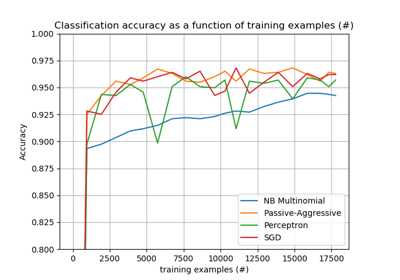 Classification accuracy as a function of training examples (#)
1.000
0.975
0.950
0.925
0.900
0.875
0.850
0.825
0.800
Accuracy
NB Multinomial
Passive-Aggressive
Perceptron
SGD
0 2500 5000 7500 10000 12500 15000 17500
training examples (#)